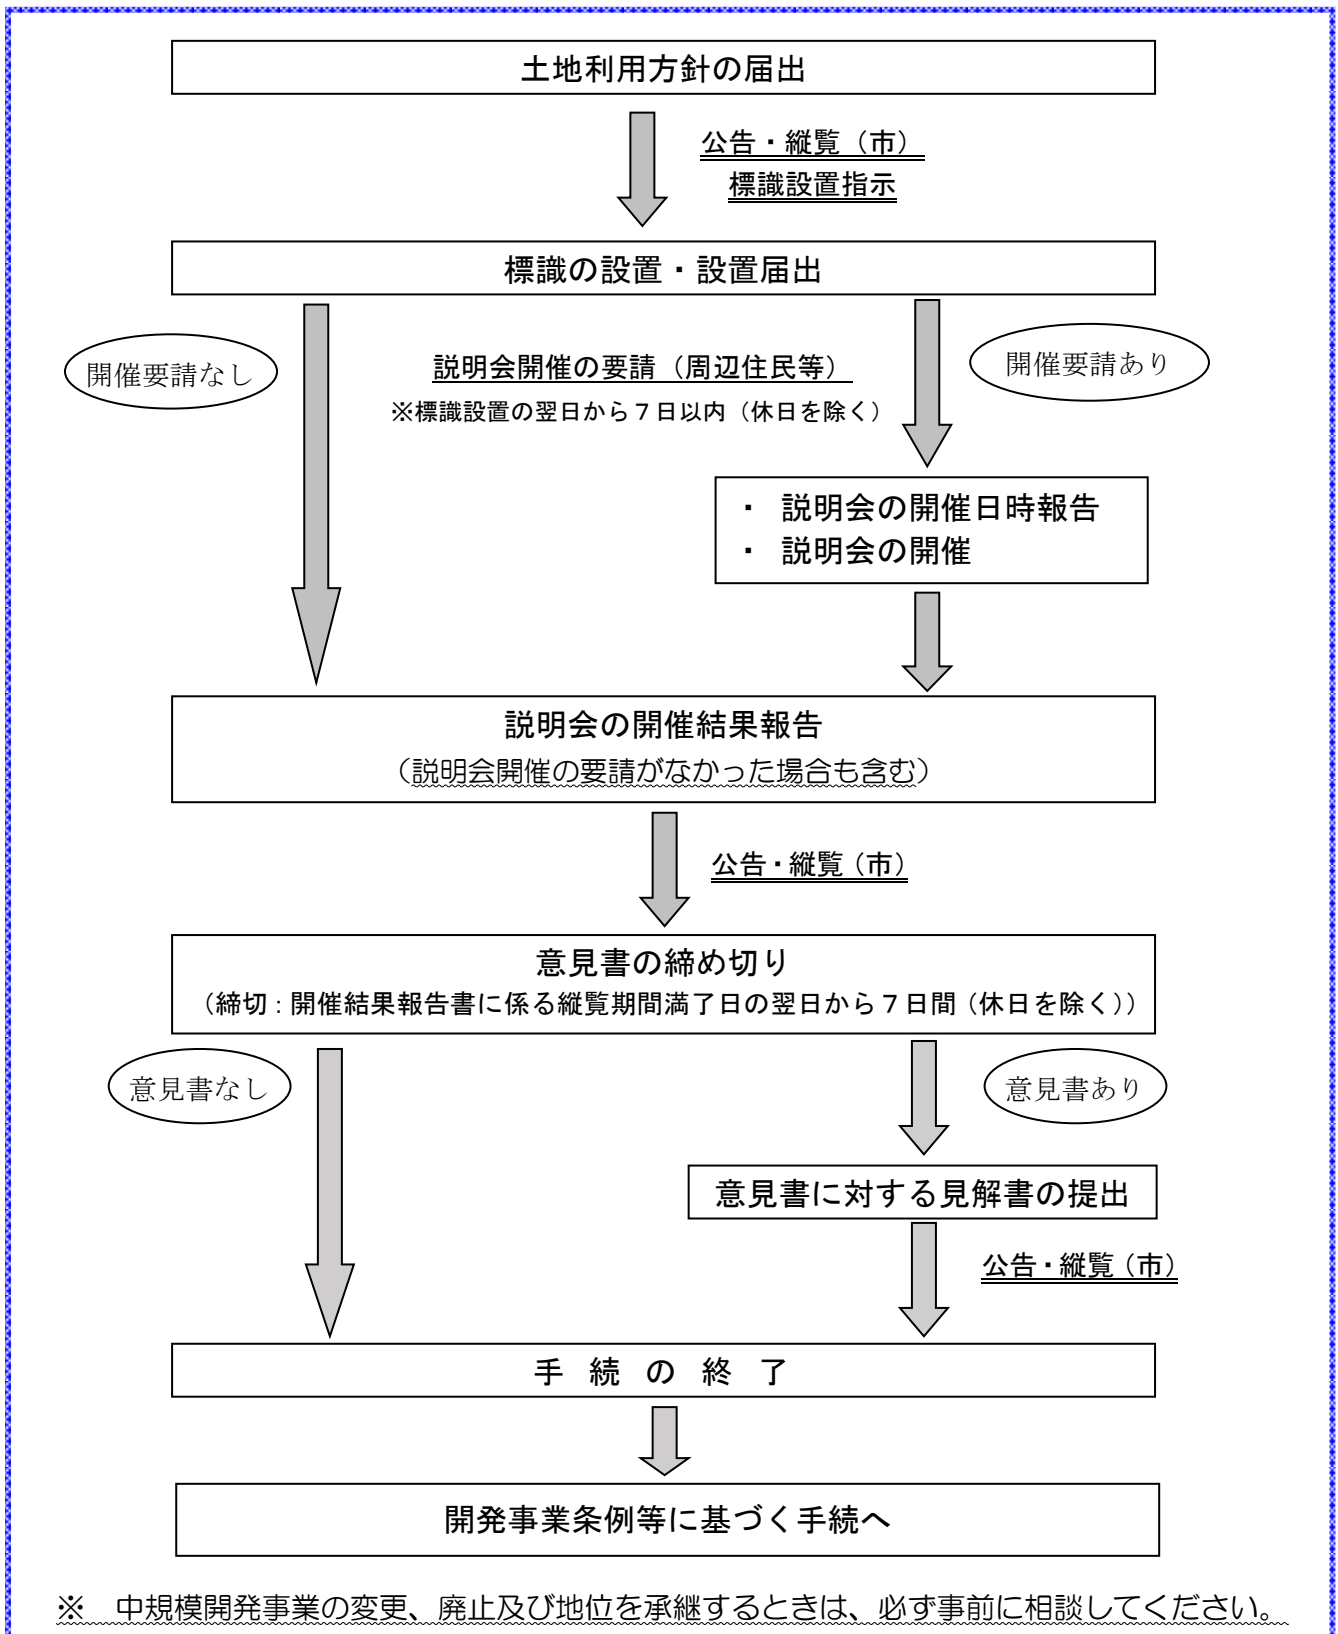 土地利用方針の届出
公告・縦覧（市）
標識設置指示
標識の設置・設置届出
開催要請なし
説明会開催の要請（周辺住民等）
※標識設置の翌日から７日以内（休日を除く）
開催要請あり
・ 説明会の開催日時報告
・ 説明会の開催
説明会の開催結果報告
（説明会開催の要請がなかった場合も含む）
公告・縦覧（市）
意見書の締め切り
（締切：開催結果報告書に係る縦覧期間満了日の翌日から７日間（休日を除く））
意見書なし
意見書あり
意見書に対する見解書の提出
公告・縦覧（市）
手 続 の 終 了
開発事業条例等に基づく手続へ
※ 中規模開発事業の変更、廃止及び地位を承継するときは、必ず事前に相談してください。